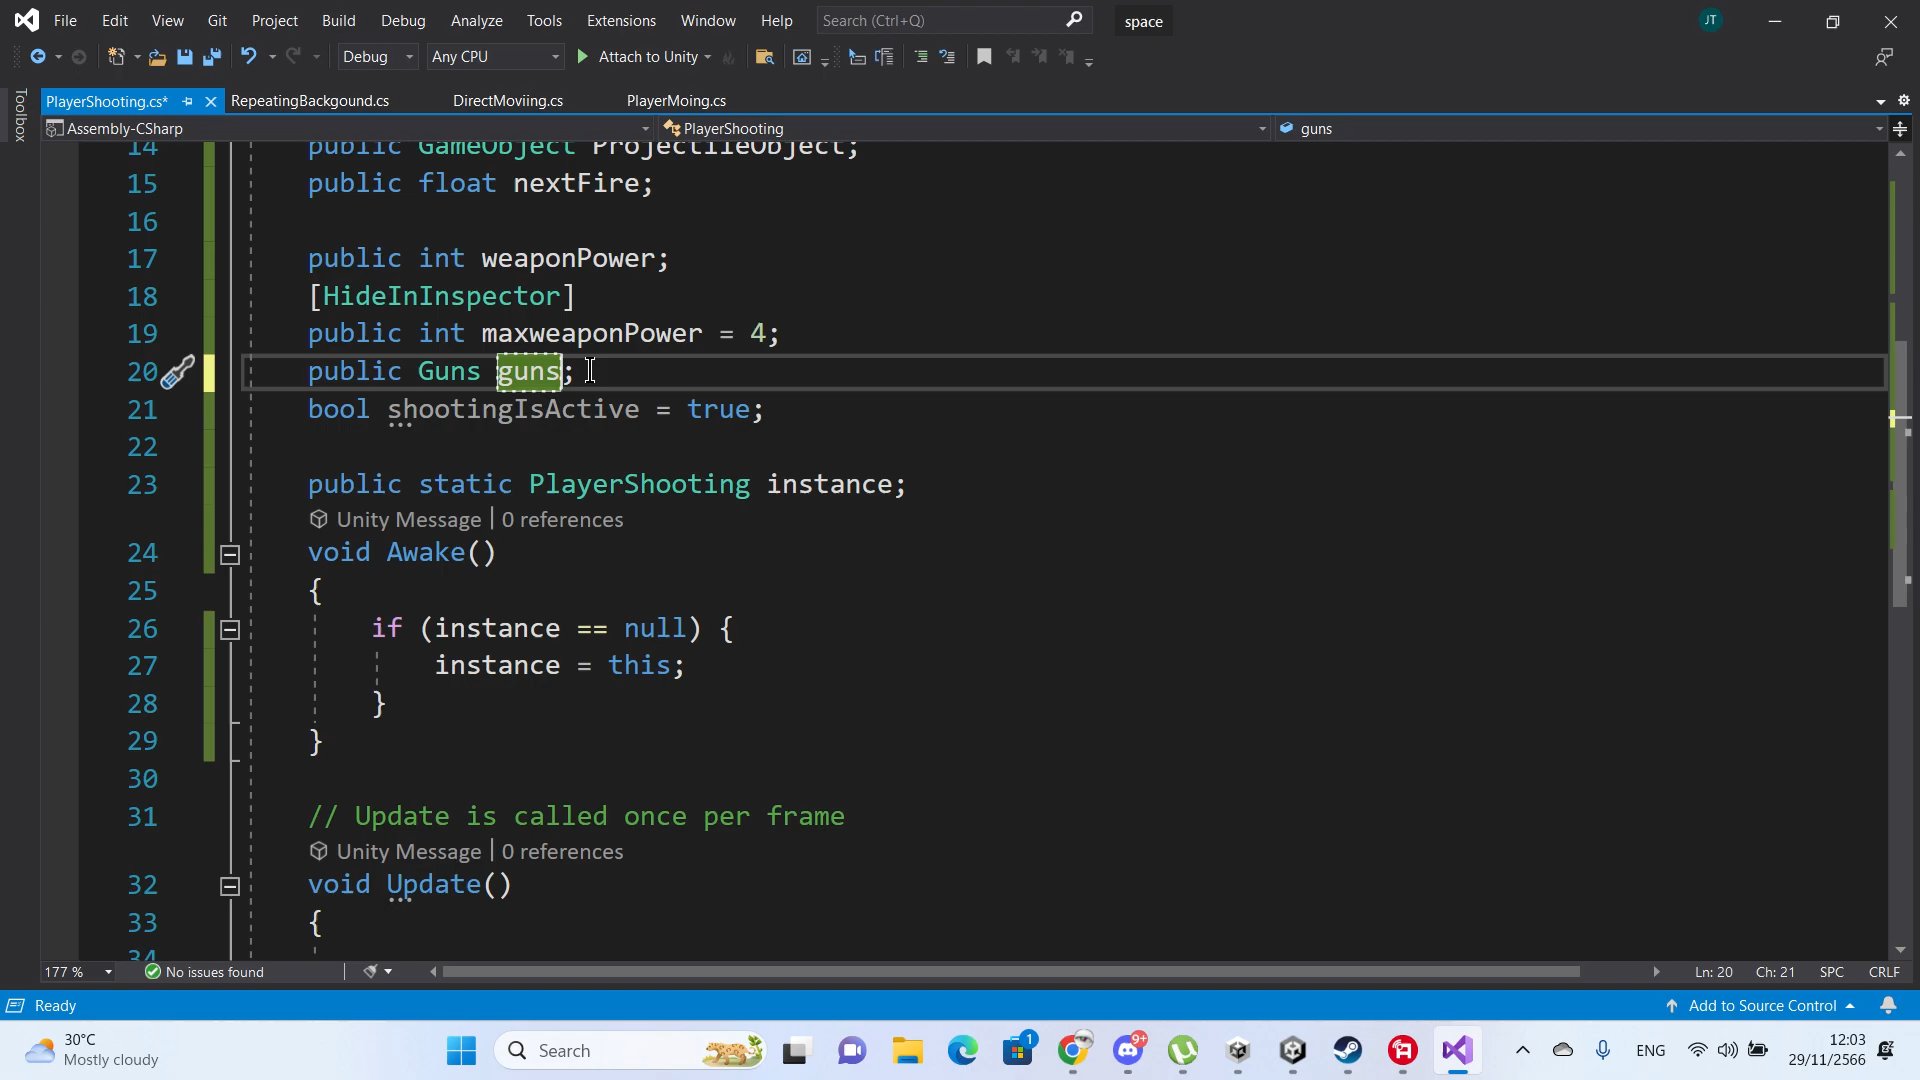 File Edit View Git Project Build Debug Analyze Tools Extensions Window Help Search (Ctrl+Q) space JT
Debug Any CPU Attach to Unity
Toolbox
PlayerShooting.cs* RepeatingBackgound.cs DirectMoviing.cs PlayerMoing.cs
Assembly-CSharp PlayerShooting guns
14 public GameObject ProjectileObject;
15 public float nextFire;
16
17 public int weaponPower;
18 [HideInInspector]
19 public int maxweaponPower = 4;
20 public Guns guns;
21 bool shootingIsActive = true;
22
23 public static PlayerShooting instance;
Unity Message | 0 references
24 void Awake()
25 {
26 if (instance == null) {
27 instance = this;
28 }
29 }
30
31 // Update is called once per frame
Unity Message | 0 references
32 void Update()
33 {
34
177 % No issues found Ln: 20 Ch: 21 SPC CRLF
Ready Add to Source Control
30°C
Mostly cloudy
Search
1
9+
ENG
12:03
29/11/2566